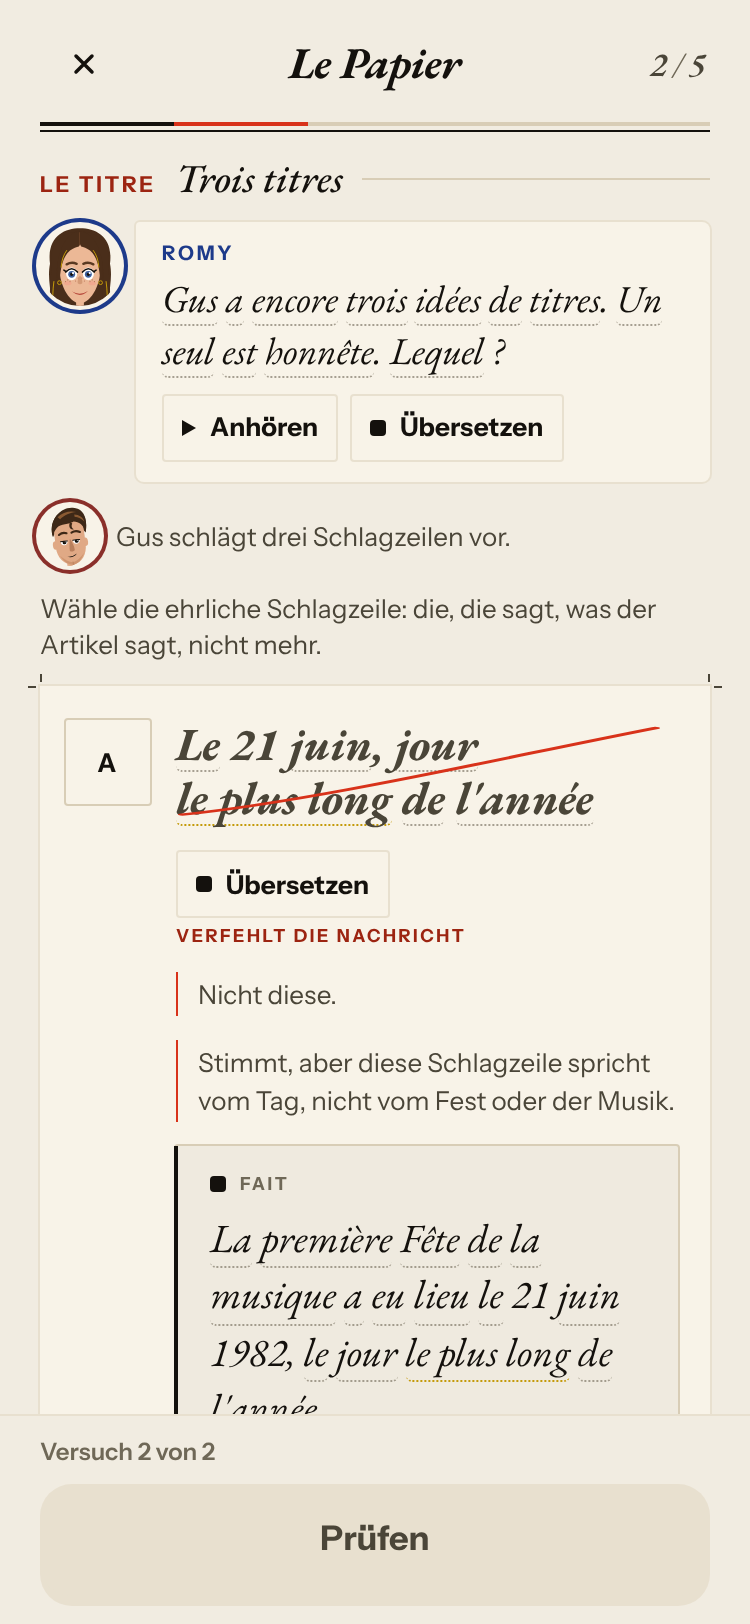 Le Papier
2 / 5
LE TITRE Trois titres
ROMY
Gus a encore trois idées de titres. Un
seul est honnête. Lequel ?
Anhören
Übersetzen
Gus schlägt drei Schlagzeilen vor.
Wähle die ehrliche Schlagzeile: die, die sagt, was der
Artikel sagt, nicht mehr.
A
Le 21 juin, jour
le plus long de l'année
Übersetzen
VERFEHLT DIE NACHRICHT
Nicht diese.
Stimmt, aber diese Schlagzeile spricht
vom Tag, nicht vom Fest oder der Musik.
FAIT
La première Fête de la
musique a eu lieu le 21 juin
1982, le jour le plus long de
l'année
Versuch 2 von 2
Prüfen